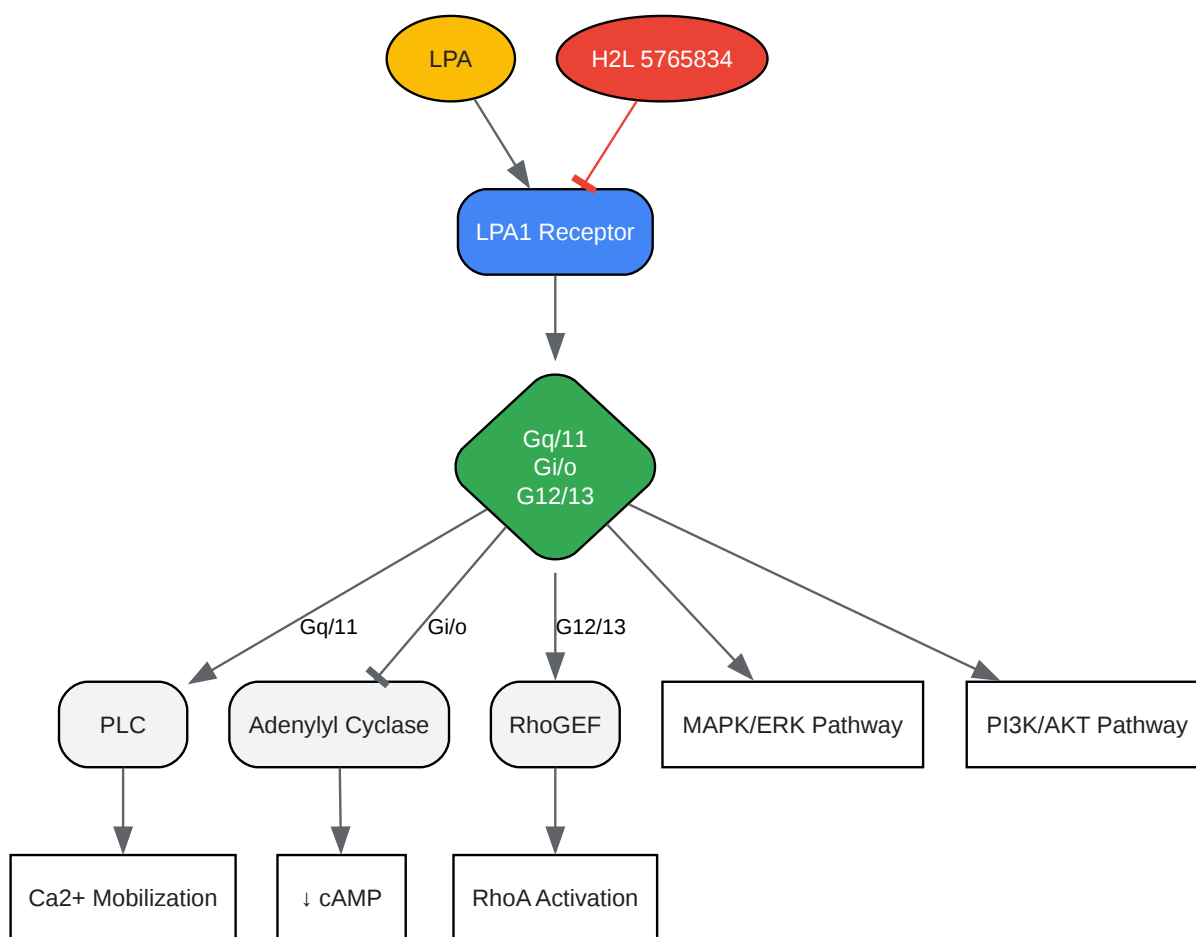 LPA
H2L 5765834
LPA1 Receptor
Gq/11
Gi/o
G12/13
Gq/11
Gi/o
G12/13
PLC
Adenylyl Cyclase
RhoGEF
MAPK/ERK Pathway
PI3K/AKT Pathway
Ca2+ Mobilization
↓ cAMP
RhoA Activation